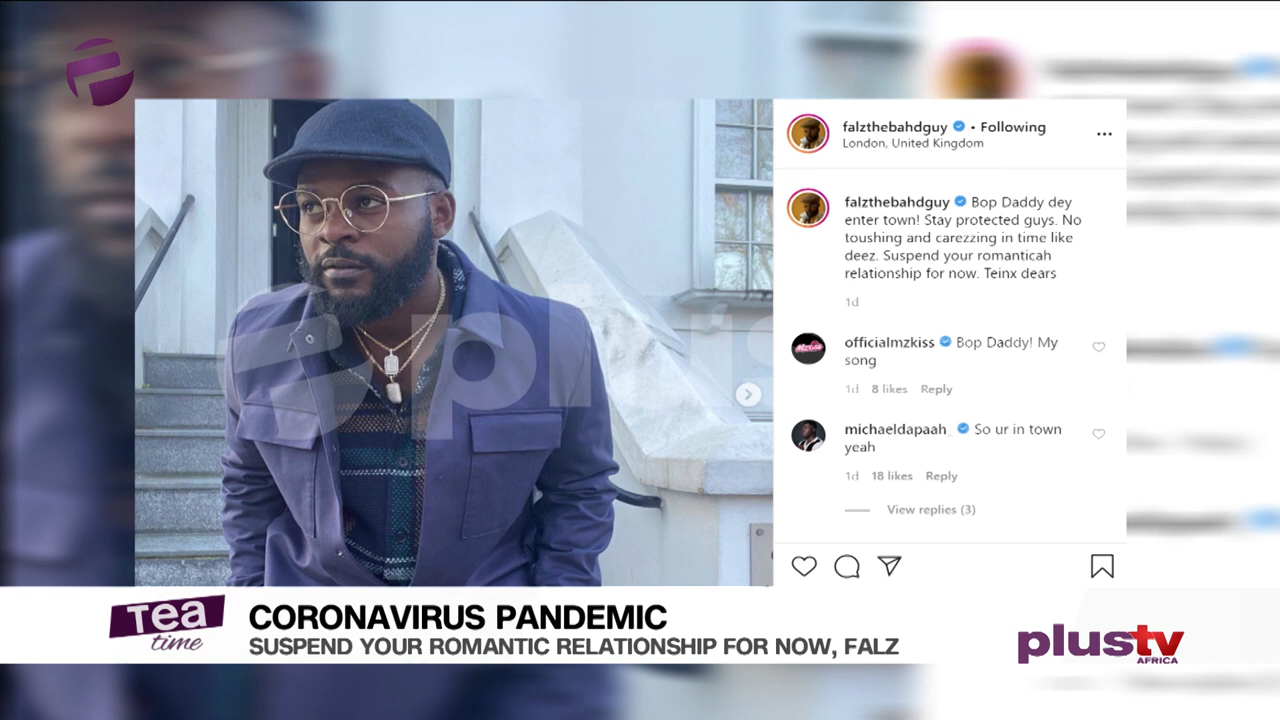 falzthebahdguy • Following
London, United Kingdom
falzthebahdguy Bop Daddy dey
enter town! Stay protected guys. No
toushing and carezzing in time like
deez. Suspend your romanticah
relationship for now. Teinx dears
1d
officialmzkiss Bop Daddy! My
song
1d 8 likes Reply
michaeldapaah_ So ur in town
yeah
1d 18 likes Reply
View replies (3)
plus
Tea
time
CORONAVIRUS PANDEMIC
SUSPEND YOUR ROMANTIC RELATIONSHIP FOR NOW, FALZ
plustv
AFRICA